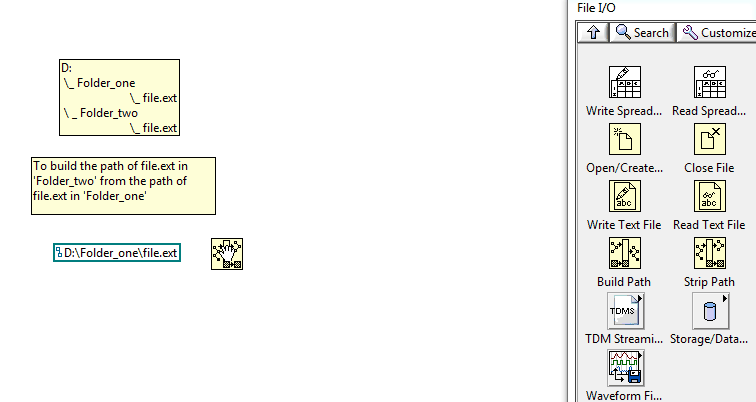 File I/O
Search
Customize
D:
\_ Folder_one
\_ file.ext
\_ Folder_two
\_ file.ext
To build the path of file.ext in
'Folder_two' from the path of
file.ext in 'Folder_one'
D:\Folder_one\file.ext
Write Spread...
Read Spread...
Open/Create...
Close File
abc
abc
Write Text File
Read Text File
Build Path
Strip Path
TDMS
TDM Streami...
Storage/Data...
Waveform Fi...